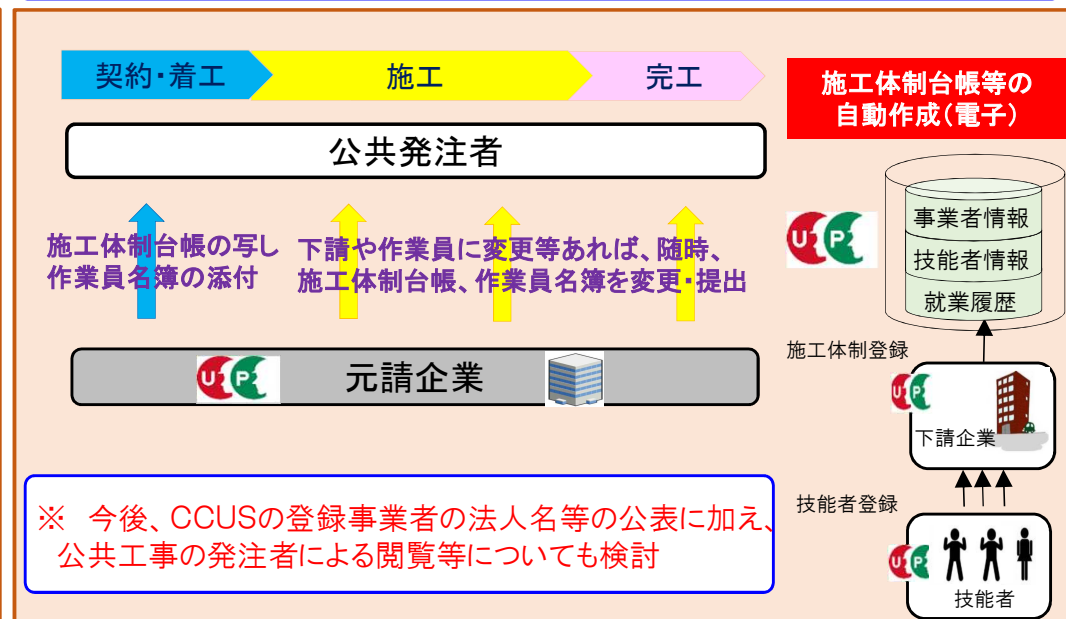 契約・着工
施工
完工
公共発注者
施工体制台帳の写し
作業員名簿の添付
下請や作業員に変更等あれば、随時、
施工体制台帳、作業員名簿を変更・提出
元請企業
※ 今後、CCUSの登録事業者の法人名等の公表に加え、
公共工事の発注者による閲覧等についても検討
施工体制台帳等の
自動作成(電子)
事業者情報
技能者情報
就業履歴
施工体制登録
下請企業
技能者登録
技能者